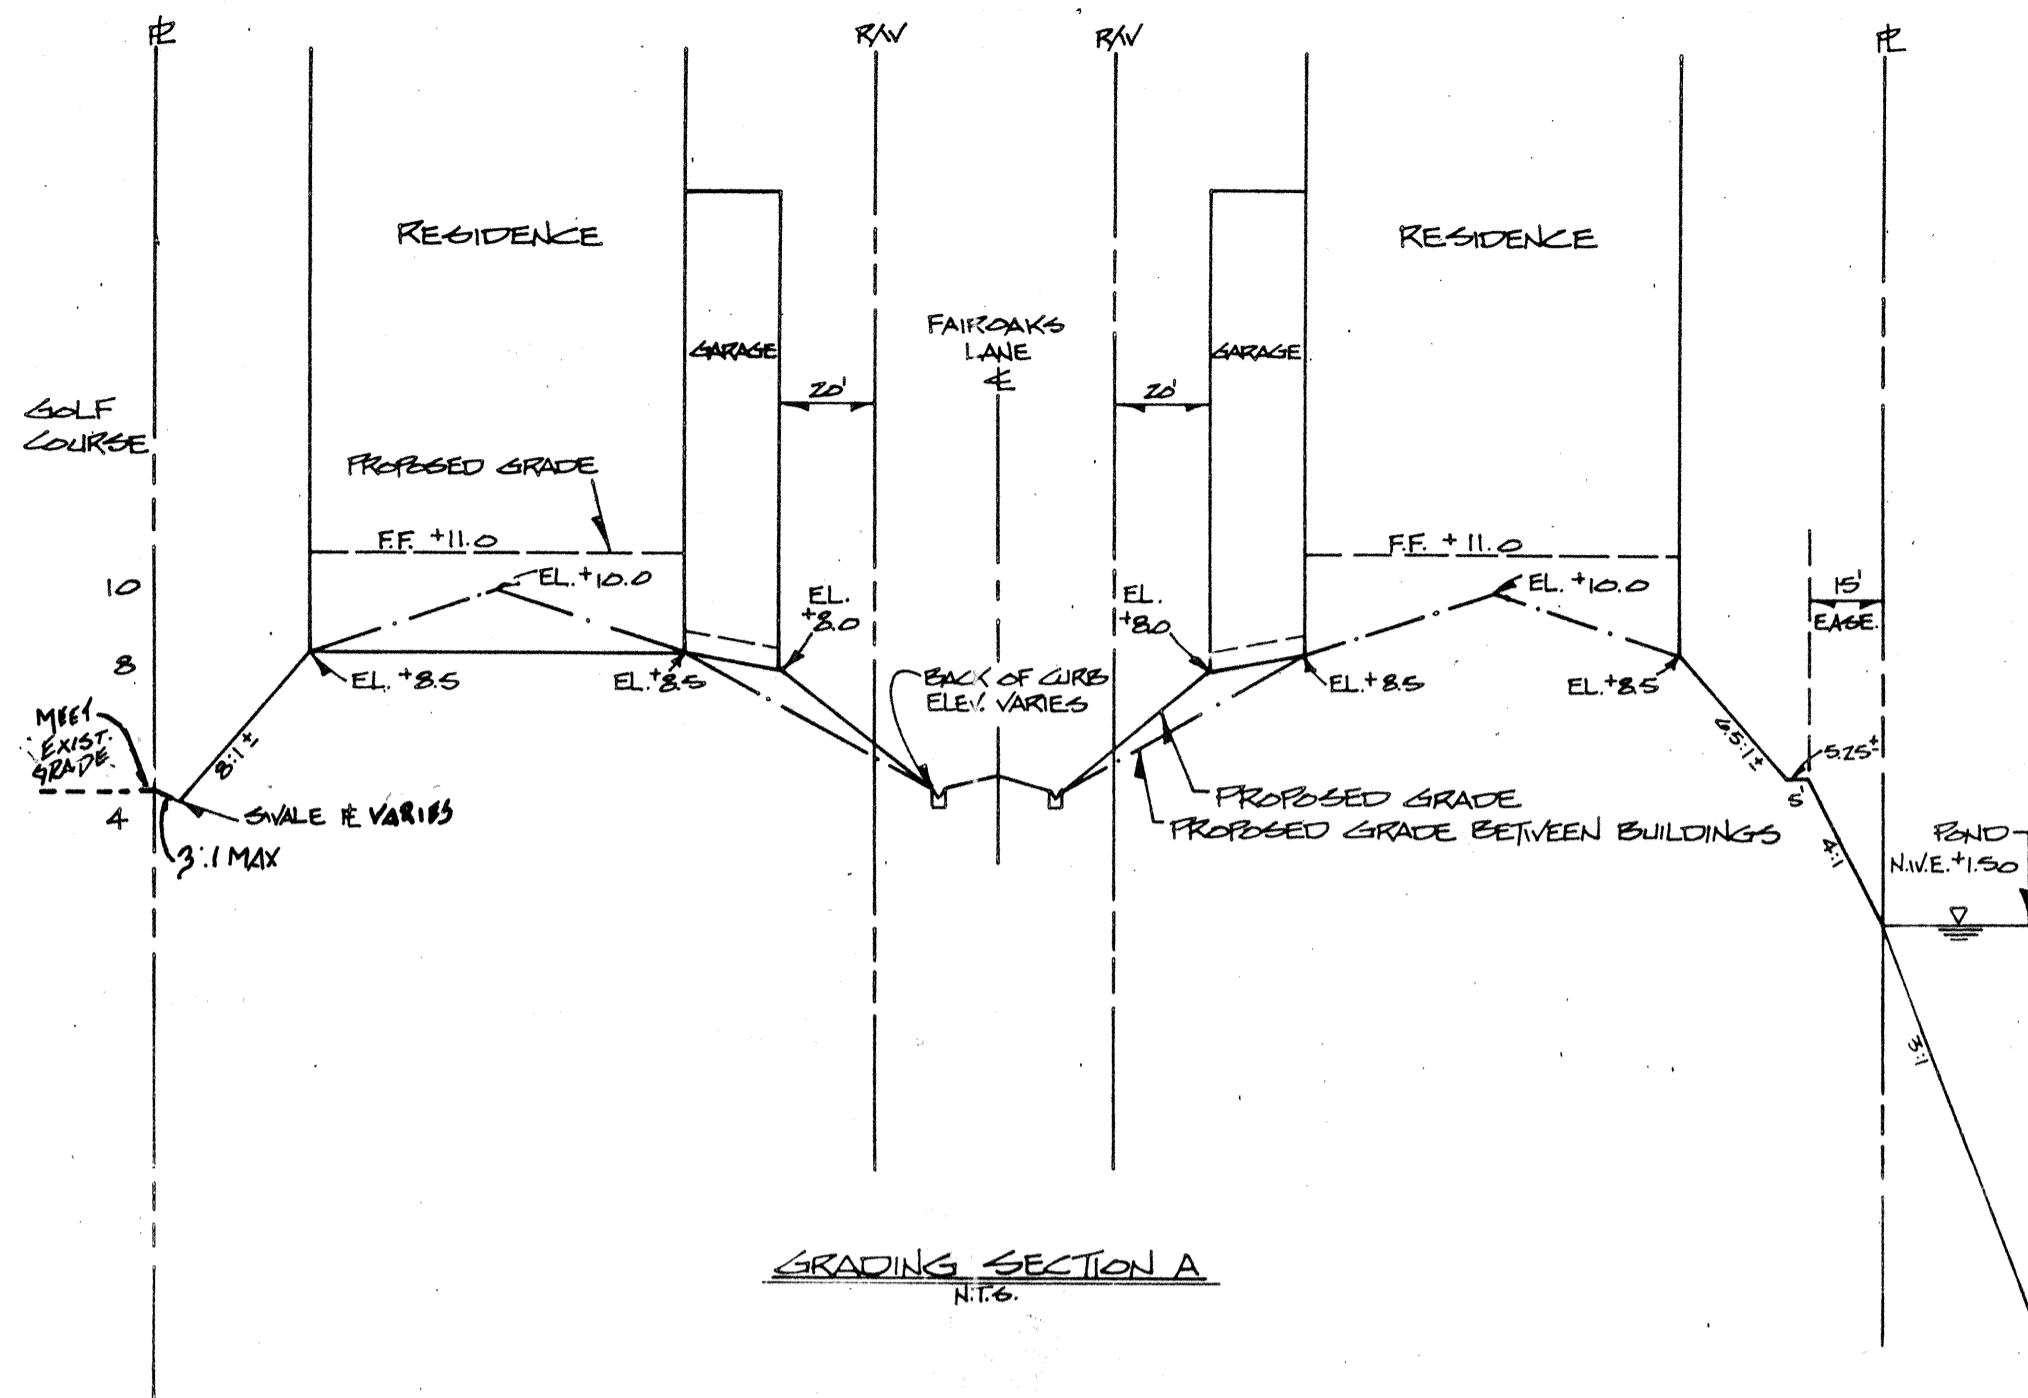 PL
R/W
R/W
PL
RESIDENCE
RESIDENCE
FAIROAKS
LANE
CL
GARAGE
GARAGE
20'
20'
GOLF
COURSE
PROPOSED GRADE
F.F. +11.0
F.F. +11.0
10
EL. +10.0
EL. +10.0
EL.
+8.0
EL.
+8.0
15'
EASE.
8
EL. +8.5
EL. +8.5
BACK OF CURB
ELEV. VARIES
EL. +8.5
EL. +8.5
MEET
EXIST.
GRADE
8:1 ±
6.5:1 ±
5.25±
5'
4
SWALE PL VARIES
3:1 MAX
PROPOSED GRADE
PROPOSED GRADE BETWEEN BUILDINGS
4:1
POND
N.W.E. +1.50
3:1
GRADING SECTION A
N.T.S.